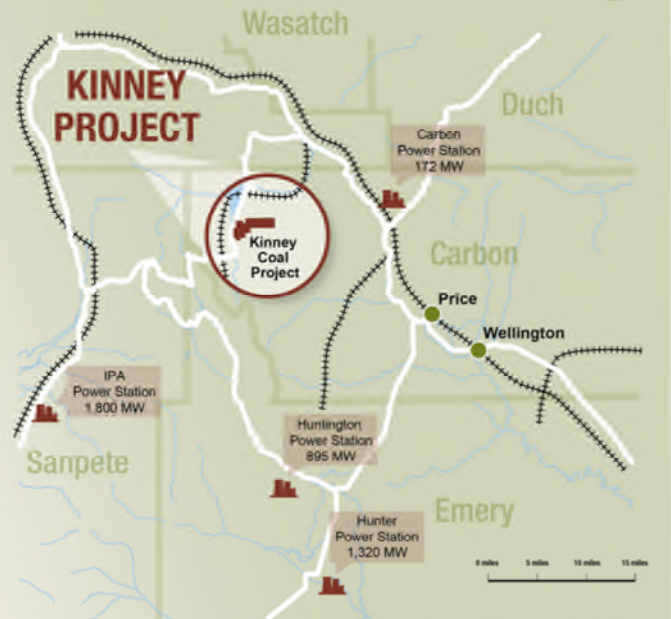 Wasatch
KINNEY
PROJECT
Duch
Carbon
Power Station
172 MW
Kinney
Coal
Project
Carbon
Price
Wellington
IPA
Power Station
1.800 MW
Huntington
Power Station
895 MW
Sanpete
Emery
Hunter
Power Station
1,320 MW
0 miles 5 miles 10 miles 15 miles